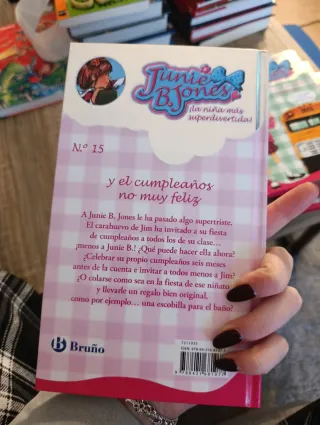 Junie
B. Jones
¡la niña más
superdivertida!
N.º 15
y el cumpleaños
no muy feliz
A Junie B. Jones le ha pasado algo supertriste.
El carahuevo de Jim ha invitado a su fiesta
de cumpleaños a todos los de su clase...
¡menos a Junie B.! ¿Qué puede hacer ella ahora?
¿Celebrar su propio cumpleaños seis meses
antes de la cuenta e invitar a todos menos a Jim?
¿O colarse como sea en la fiesta de ese niñato
y llevarle un regalo bien original,
como por ejemplo... una escobilla para el baño?
B Bruño